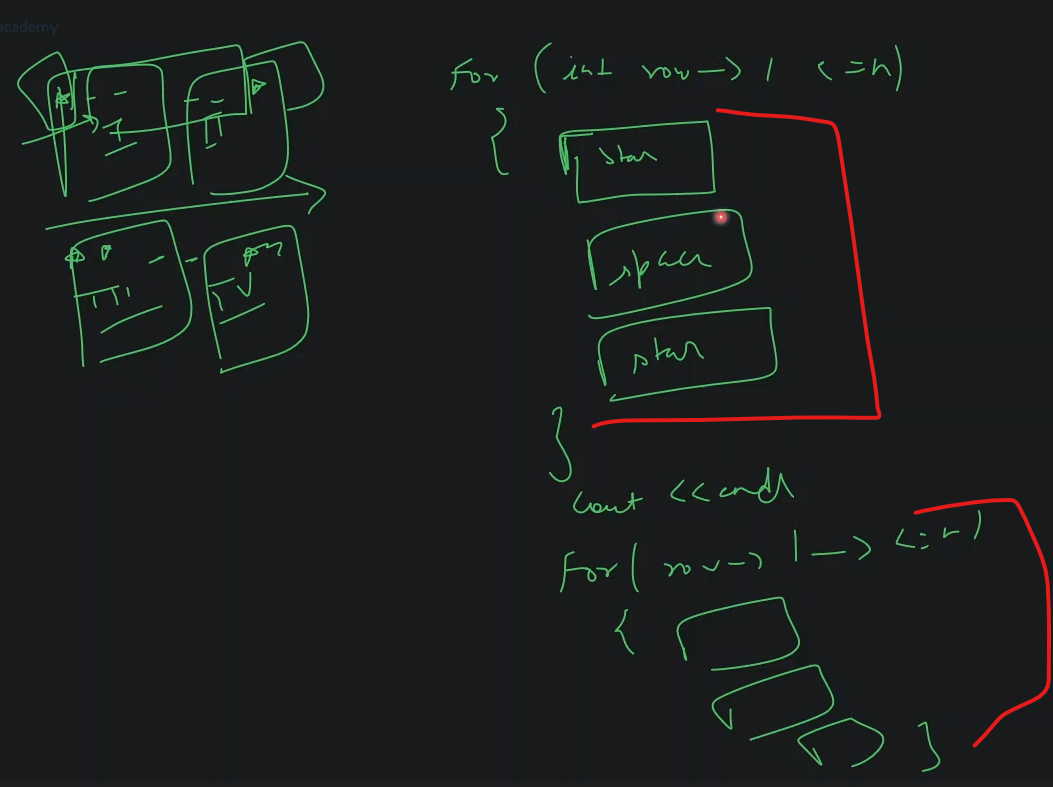 academy
for (int row —> 1 <=n)
{
star
space
star
}
cout << endl
I
II
III
IV
for( row —> 1 —> <= n)
{
}